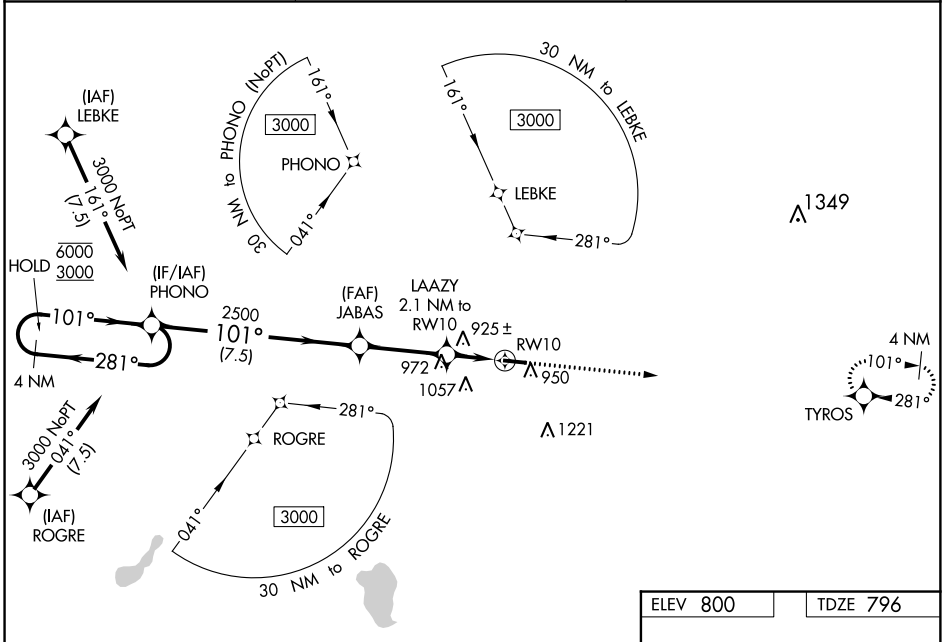 (IAF)
LEBKE
3000 NoPT
161°
(7.5)
30 NM to PHONO (NoPT)
161°
3000
PHONO
041°
30 NM to LEBKE
161°
3000
LEBKE
281°
1349
HOLD
6000
3000
(IF/IAF)
PHONO
101°
281°
4 NM
2500
101°
(7.5)
(FAF)
JABAS
LAAZY
2.1 NM to
RW10
925 ±
RW10
972
1057
950
1221
4 NM
101°
281°
TYROS
3000 NoPT
041°
(7.5)
(IAF)
ROGRE
281°
ROGRE
041°
3000
30 NM to ROGRE
ELEV 800
TDZE 796